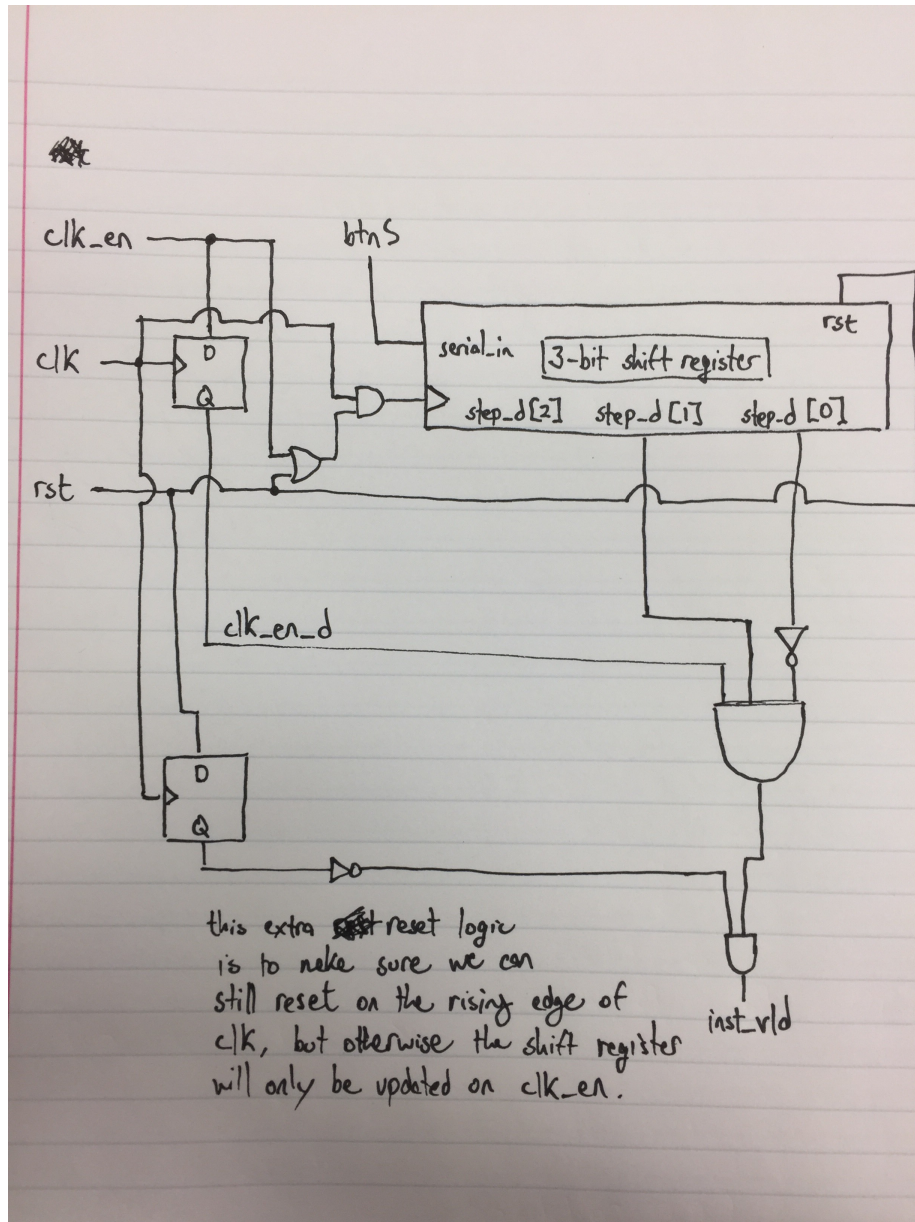 clk_en
btnS
rst
clk
D
serial_in
3-bit shift register
Q
step_d[2] step_d[1] step_d[0]
rst
clk_en_d
D
Q
this extra reset logic
is to make sure we can
still reset on the rising edge of
clk, but otherwise the shift register
will only be updated on clk_en.
inst_vld